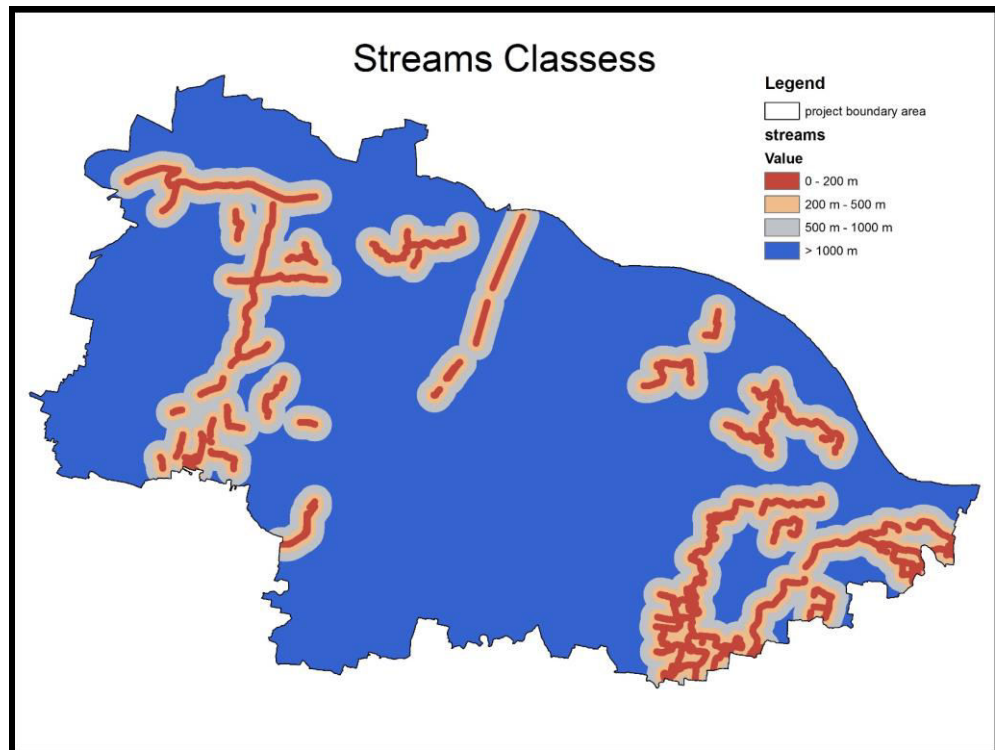 Streams Classess
Legend
project boundary area
streams
Value
0 - 200 m
200 m - 500 m
500 m - 1000 m
> 1000 m